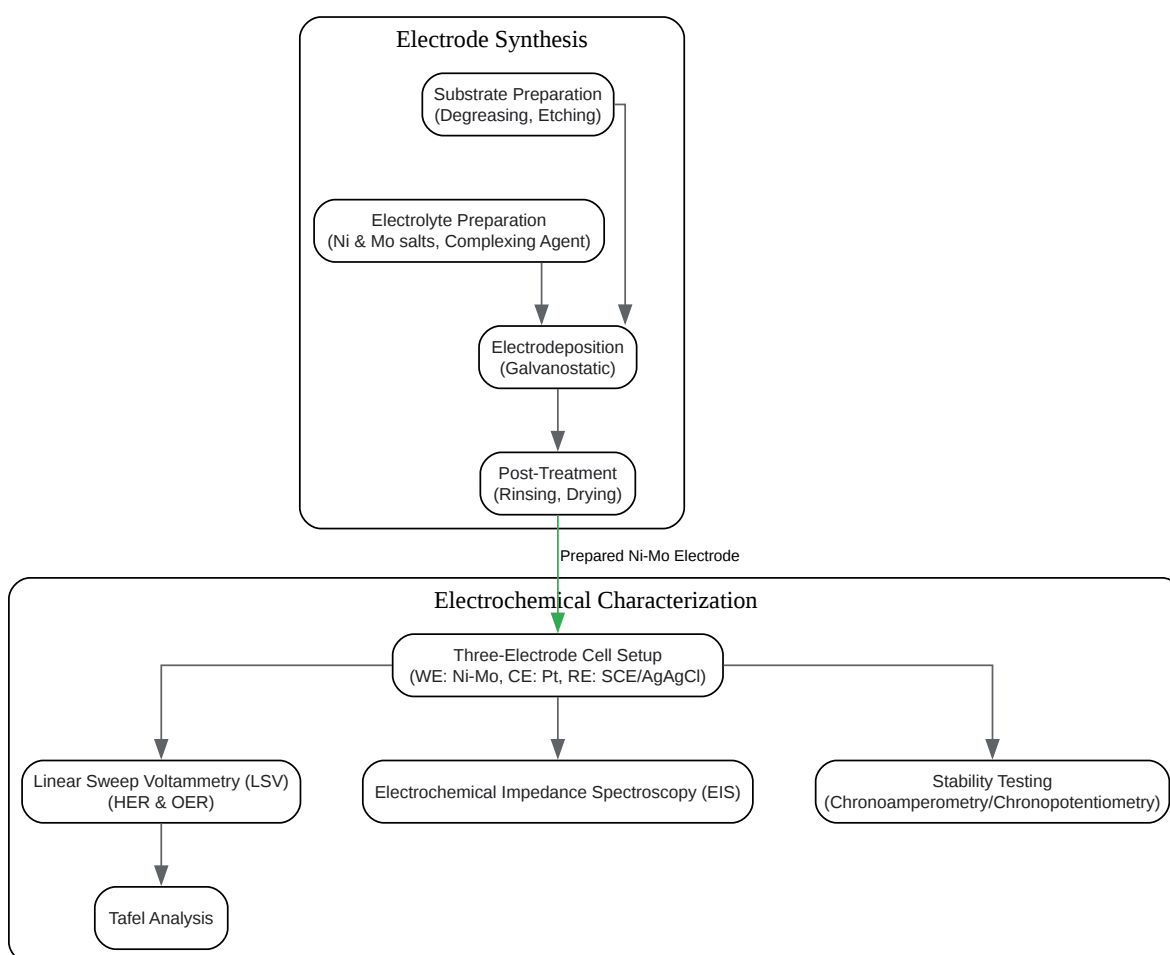 Electrode Synthesis
Substrate Preparation
(Degreasing, Etching)
Electrolyte Preparation
(Ni & Mo salts, Complexing Agent)
Electrodeposition
(Galvanostatic)
Post-Treatment
(Rinsing, Drying)
Prepared Ni-Mo Electrode
Electrochemical Characterization
Three-Electrode Cell Setup
(WE: Ni-Mo, CE: Pt, RE: SCE/AgAgCl)
Linear Sweep Voltammetry (LSV)
(HER & OER)
Electrochemical Impedance Spectroscopy (EIS)
Stability Testing
(Chronoamperometry/Chronopotentiometry)
Tafel Analysis